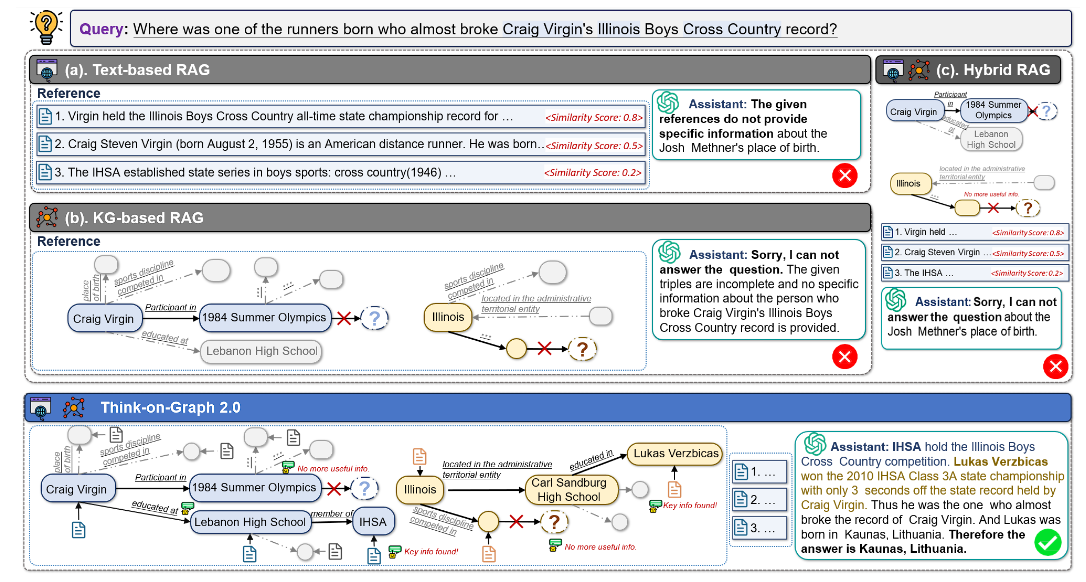 Query: Where was one of the runners born who almost broke Craig Virgin's Illinois Boys Cross Country record?
(a). Text-based RAG
Reference
1. Virgin held the Illinois Boys Cross Country all-time state championship record for ... <Similarity Score: 0.8>
2. Craig Steven Virgin (born August 2, 1955) is an American distance runner. He was born.. <Similarity Score: 0.5>
3. The IHSA established state series in boys sports: cross country(1946) ... <Similarity Score: 0.2>
Assistant: The given
references do not provide
specific information about the
Josh Methner's place of birth.
(b). KG-based RAG
Reference
place of birth
sports discipline
competed in
...
...
Craig Virgin
Participant in
1984 Summer Olympics
?
educated at
Lebanon High School
sports discipline
competed in
located in the administrative
territorial entity
Illinois
...
?
Assistant: Sorry, I can not
answer the question. The given
triples are incomplete and no specific
information about the person who
broke Craig Virgin's Illinois Boys
Cross Country record is provided.
(c). Hybrid RAG
Craig Virgin
Participant
in
1984 Summer
Olympics
?
educated
at
Lebanon
High School
located in the administrative
territorial entity
Illinois
No more useful info.
...
?
1. Virgin held ... <Similarity Score: 0.8>
2. Craig Steven Virgin ... <Similarity Score: 0.5>
3. The IHSA ... <Similarity Score: 0.2>
Assistant: Sorry, I can not
answer the question about the
Josh Methner's place of birth.
Think-on-Graph 2.0
place
of birth
sports discipline
competed in
...
...
No more useful info.
Craig Virgin
Participant in
1984 Summer Olympics
?
educated at
Lebanon High School
member of
IHSA
Key info found!
located in the administrative
territorial entity
educated in
Lukas Verzbicas
Illinois
Carl Sandburg
High School
Key info found!
sports discipline
competed in
?
No more useful info.
1. ...
2. ...
3. ...
Assistant: IHSA hold the Illinois Boys
Cross Country competition. Lukas Verzbicas
won the 2010 IHSA Class 3A state championship
with only 3 seconds off the state record held by
Craig Virgin. Thus he was the one who almost
broke the record of Craig Virgin. And Lukas was
born in Kaunas, Lithuania. Therefore the
answer is Kaunas, Lithuania.